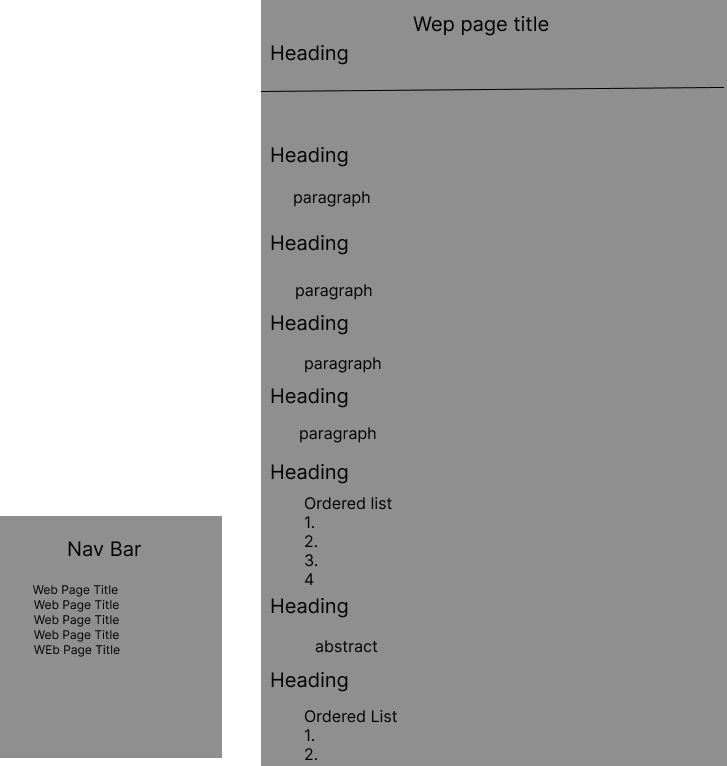 Wep page title
Heading
Heading
paragraph
Heading
paragraph
Heading
paragraph
Heading
paragraph
Heading
Ordered list
1.
2.
3.
4
Heading
abstract
Heading
Ordered List
1.
2.
Nav Bar
Web Page Title
Web Page Title
Web Page Title
Web Page Title
WEb Page Title